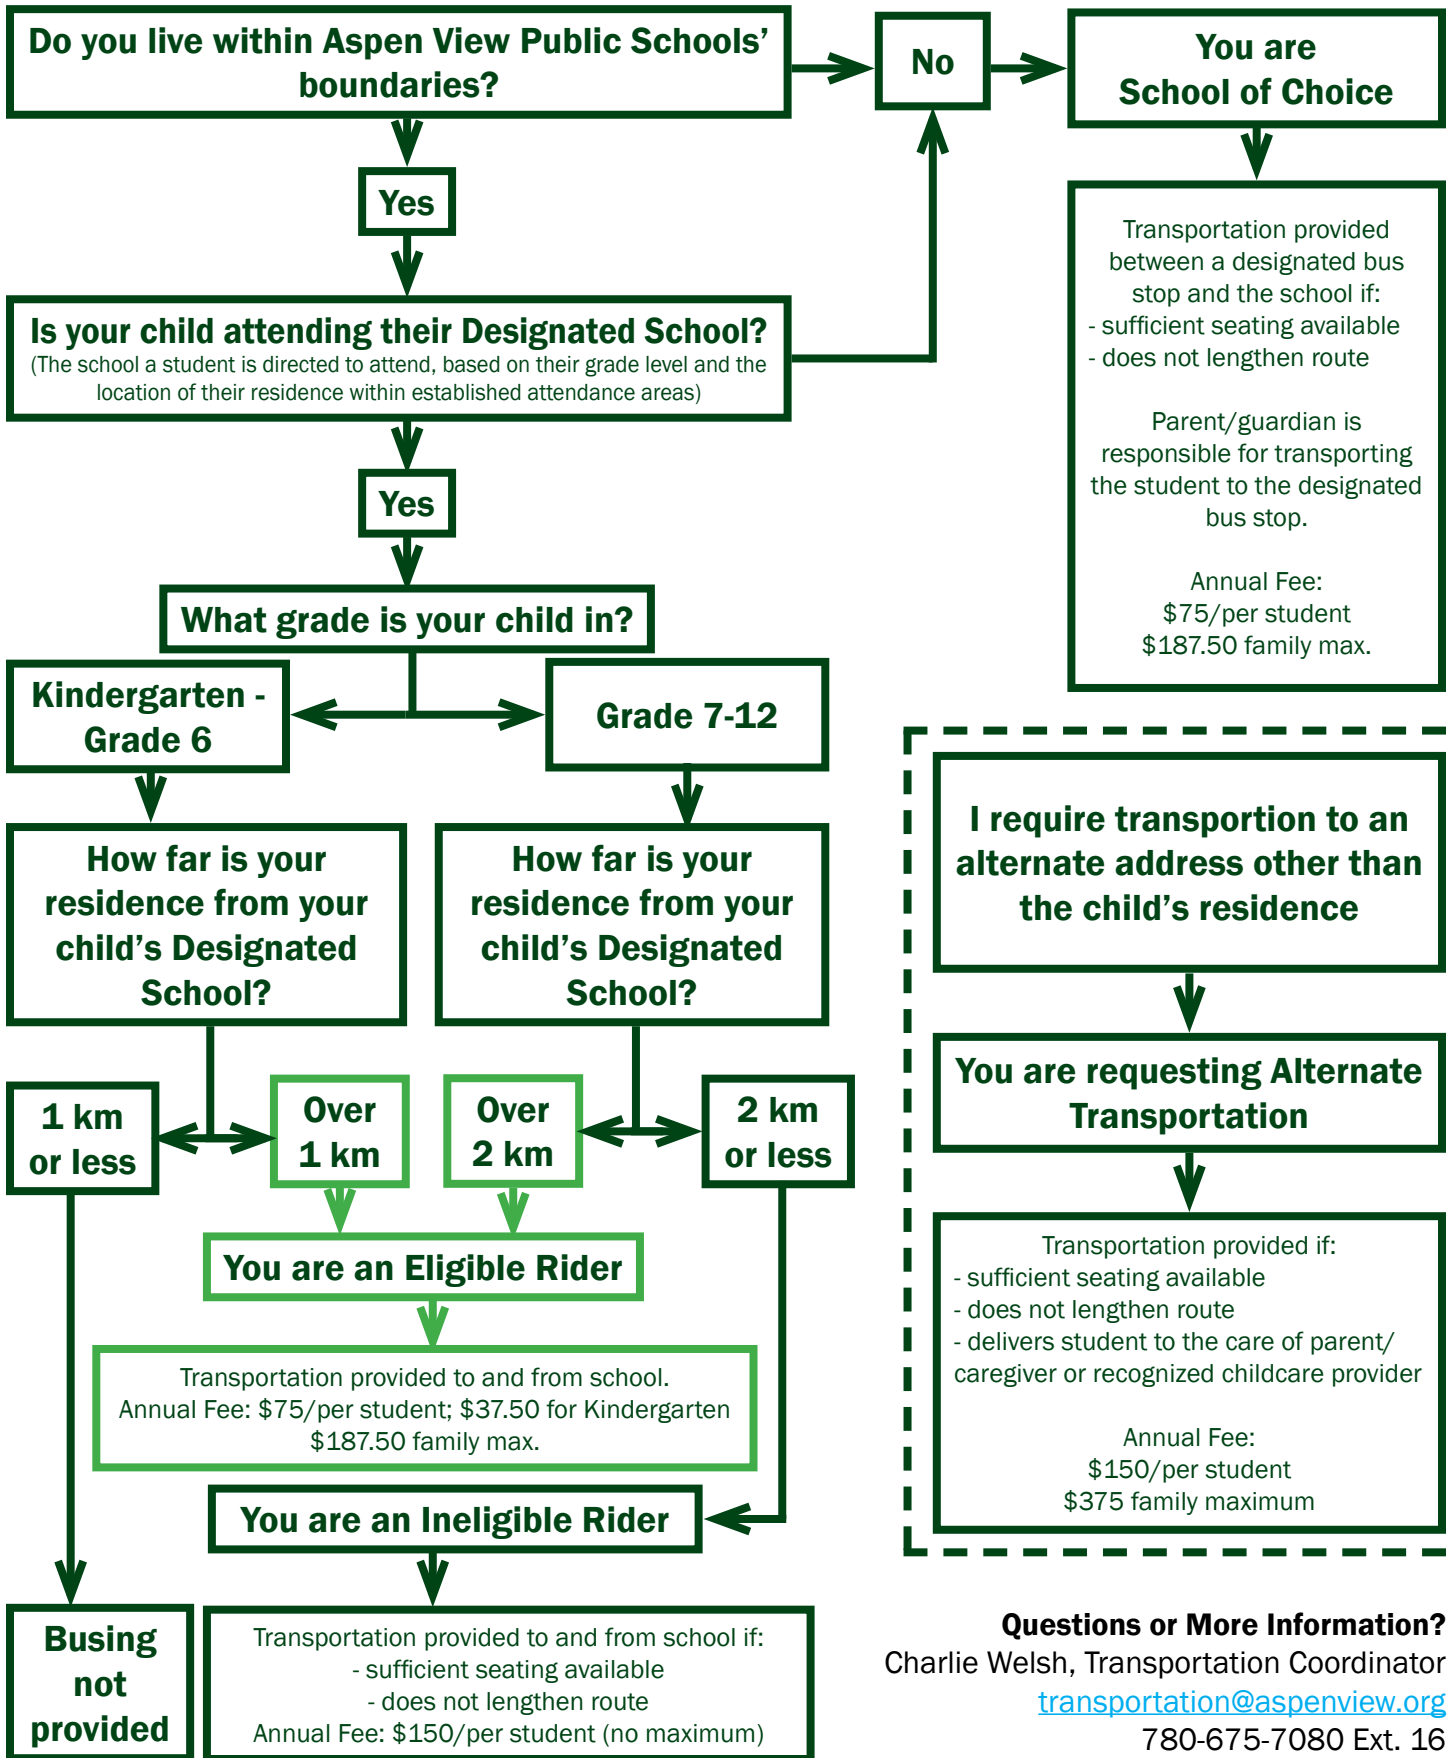 Do you live within Aspen View Public Schools'
boundaries?
No
You are
School of Choice
Yes
Transportation provided
between a designated bus
stop and the school if:
- sufficient seating available
- does not lengthen route
Parent/guardian is
responsible for transporting
the student to the designated
bus stop.
Annual Fee:
$75/per student
$187.50 family max.
Is your child attending their Designated School?
(The school a student is directed to attend, based on their grade level and the
location of their residence within established attendance areas)
Yes
What grade is your child in?
Kindergarten -
Grade 6
Grade 7-12
How far is your
residence from your
child's Designated
School?
How far is your
residence from your
child's Designated
School?
1 km
or less
Over
1 km
Over
2 km
2 km
or less
You are an Eligible Rider
Transportation provided to and from school.
Annual Fee: $75/per student; $37.50 for Kindergarten
$187.50 family max.
You are an Ineligible Rider
Busing
not
provided
Transportation provided to and from school if:
- sufficient seating available
- does not lengthen route
Annual Fee: $150/per student (no maximum)
I require transportion to an
alternate address other than
the child's residence
You are requesting Alternate
Transportation
Transportation provided if:
- sufficient seating available
- does not lengthen route
- delivers student to the care of parent/
caregiver or recognized childcare provider
Annual Fee:
$150/per student
$375 family maximum
Questions or More Information?
Charlie Welsh, Transportation Coordinator
transportation@aspenview.org
780-675-7080 Ext. 16